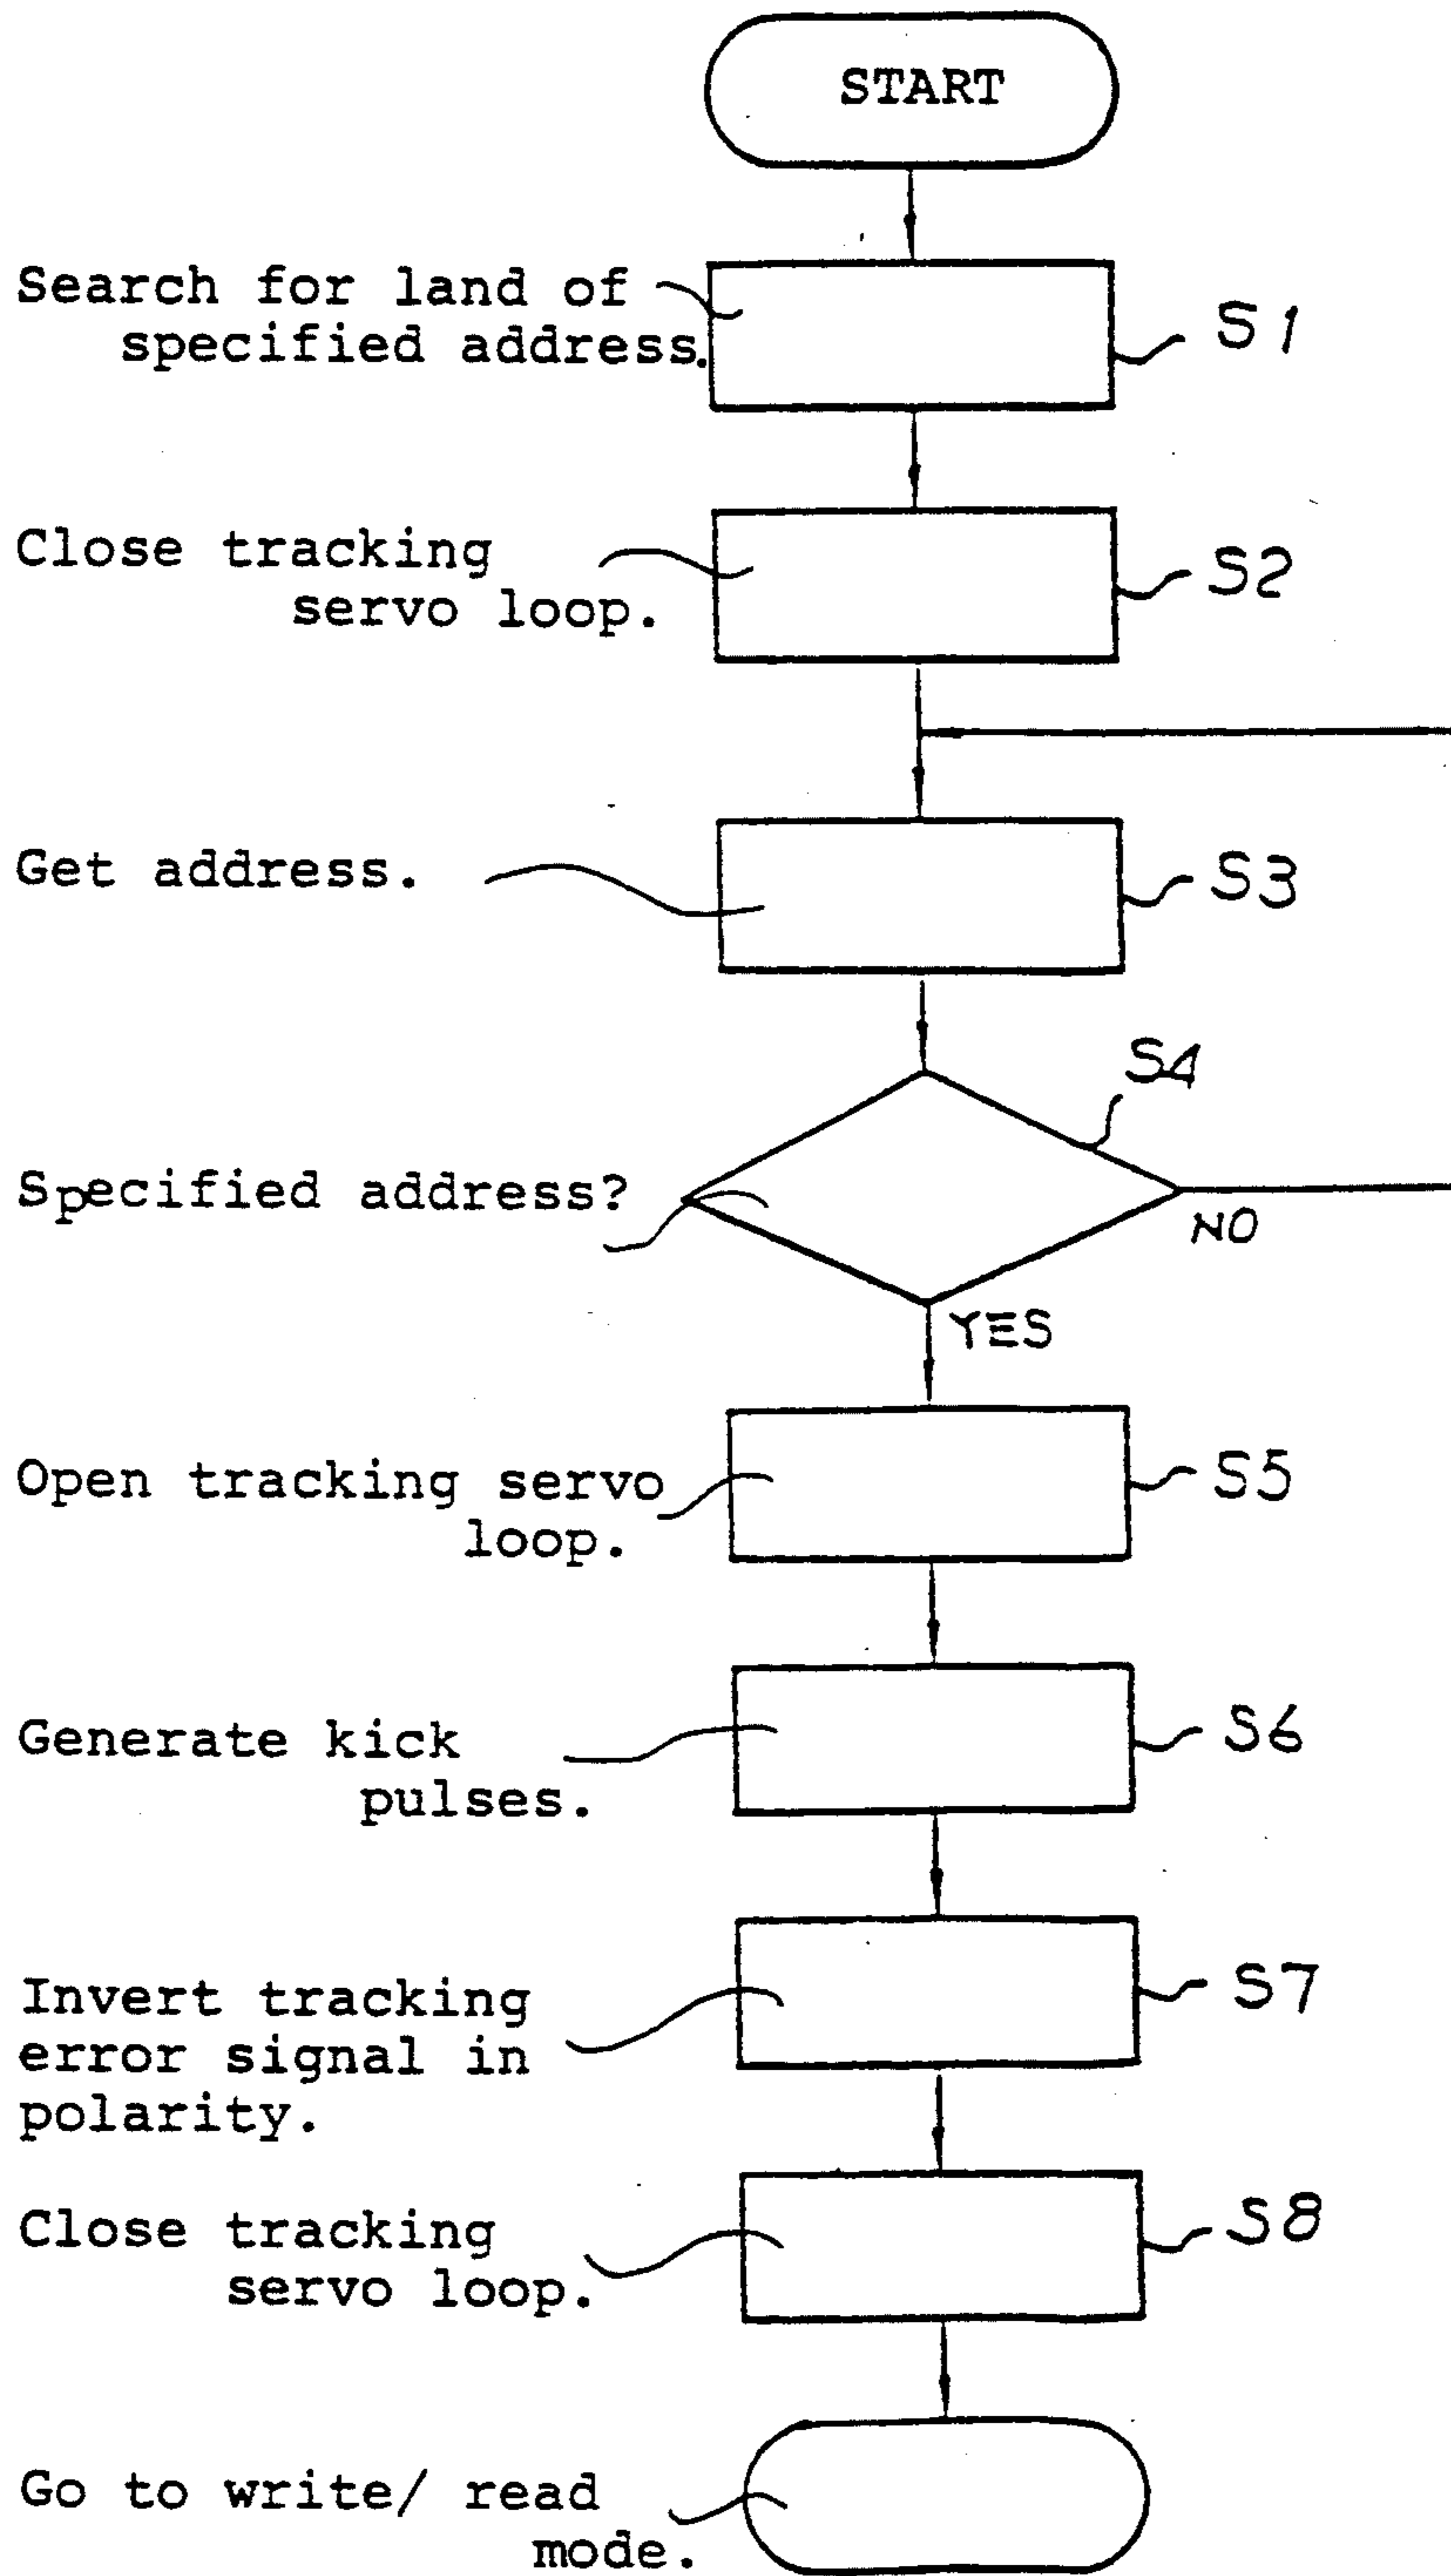 START
Search for land of
specified address.
S1
Close tracking
servo loop.
S2
Get address.
S3
S4
Specified address?
NO
YES
Open tracking servo
loop.
S5
Generate kick
pulses.
S6
Invert tracking
error signal in
polarity.
S7
Close tracking
servo loop.
S8
Go to write/ read
mode.